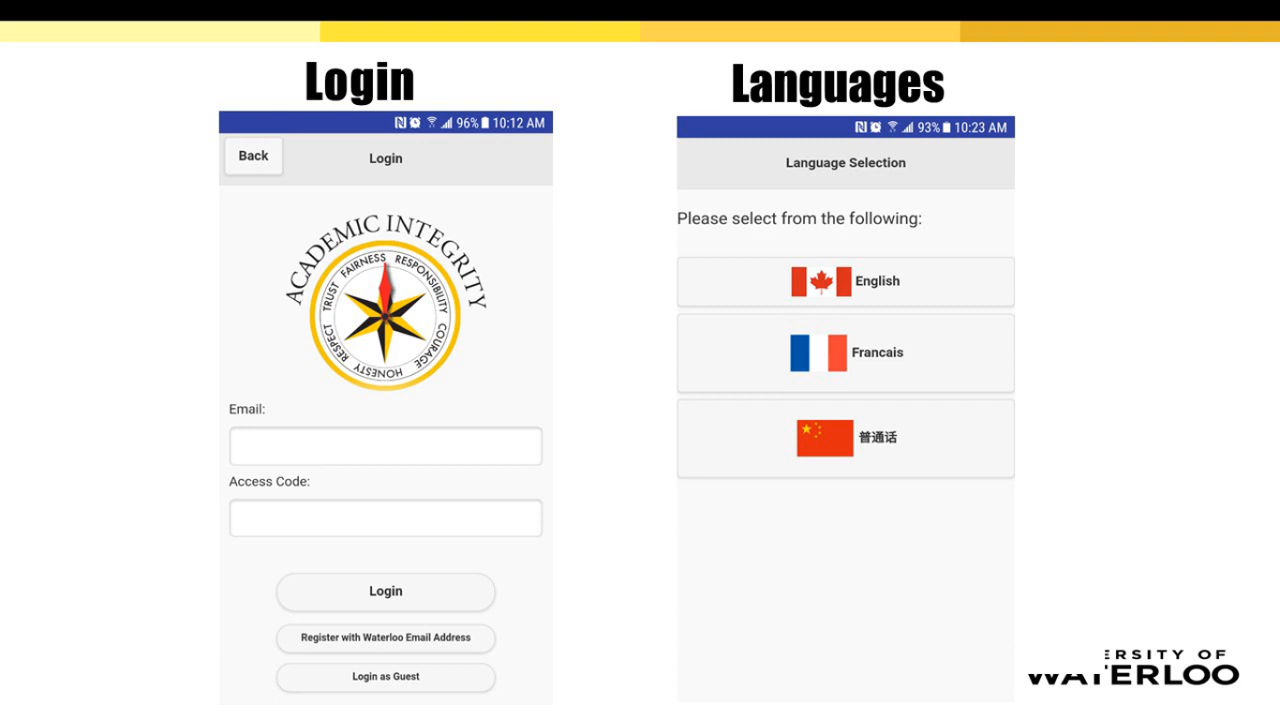 Login
96% 10:12 AM
Back
Login
ACADEMIC INTEGRITY
TRUST FAIRNESS RESPONSIBILITY COURAGE HONESTY RESPECT
Email:
Access Code:
Login
Register with Waterloo Email Address
Login as Guest
Languages
93% 10:23 AM
Language Selection
Please select from the following:
English
Francais
普通话
ERSITY OF
WATERLOO